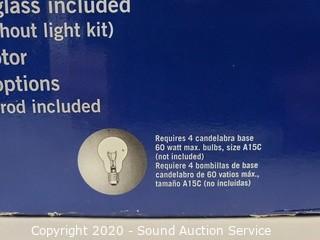 glass included
hout light kit)
tor
options
rod included
Requires 4 candelabra base
60 watt max. bulbs, size A15C
(not included)
Requiere 4 bombillas de base
candelabro de 60 vatios máx.,
tamaño A15C (no incluidas)
Copyright 2020 - Sound Auction Service